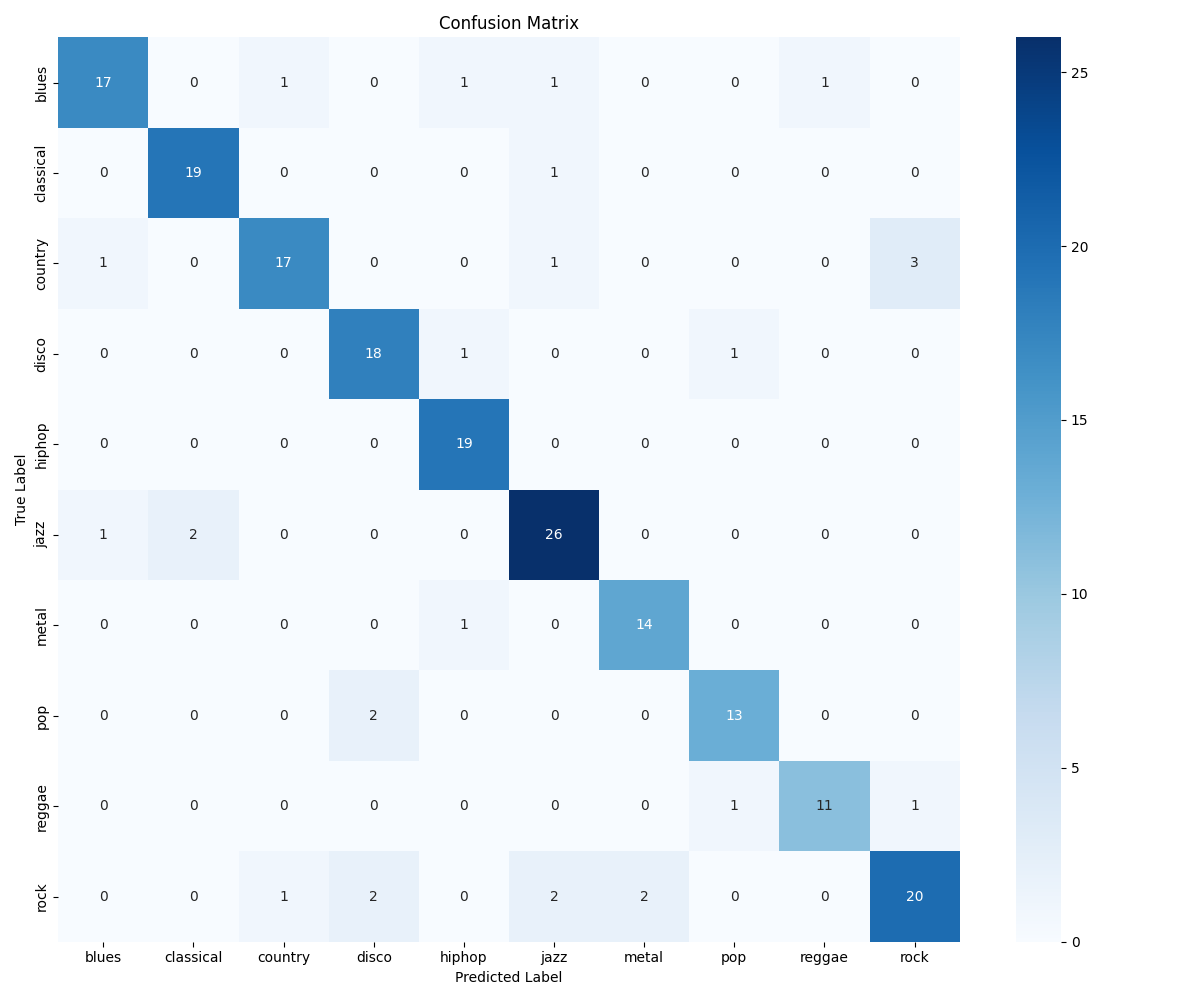 Confusion Matrix
blues 17 0 1 0 1 1 0 0 1 0
classical 0 19 0 0 0 1 0 0 0 0
country 1 0 17 0 0 1 0 0 0 3
disco 0 0 0 18 1 0 0 1 0 0
hiphop 0 0 0 0 19 0 0 0 0 0
jazz 1 2 0 0 0 26 0 0 0 0
metal 0 0 0 0 1 0 14 0 0 0
pop 0 0 0 2 0 0 0 13 0 0
reggae 0 0 0 0 0 0 0 1 11 1
rock 0 0 1 2 0 2 2 0 0 20
blues classical country disco hiphop jazz metal pop reggae rock
Predicted Label
True Label
25
20
15
10
5
0